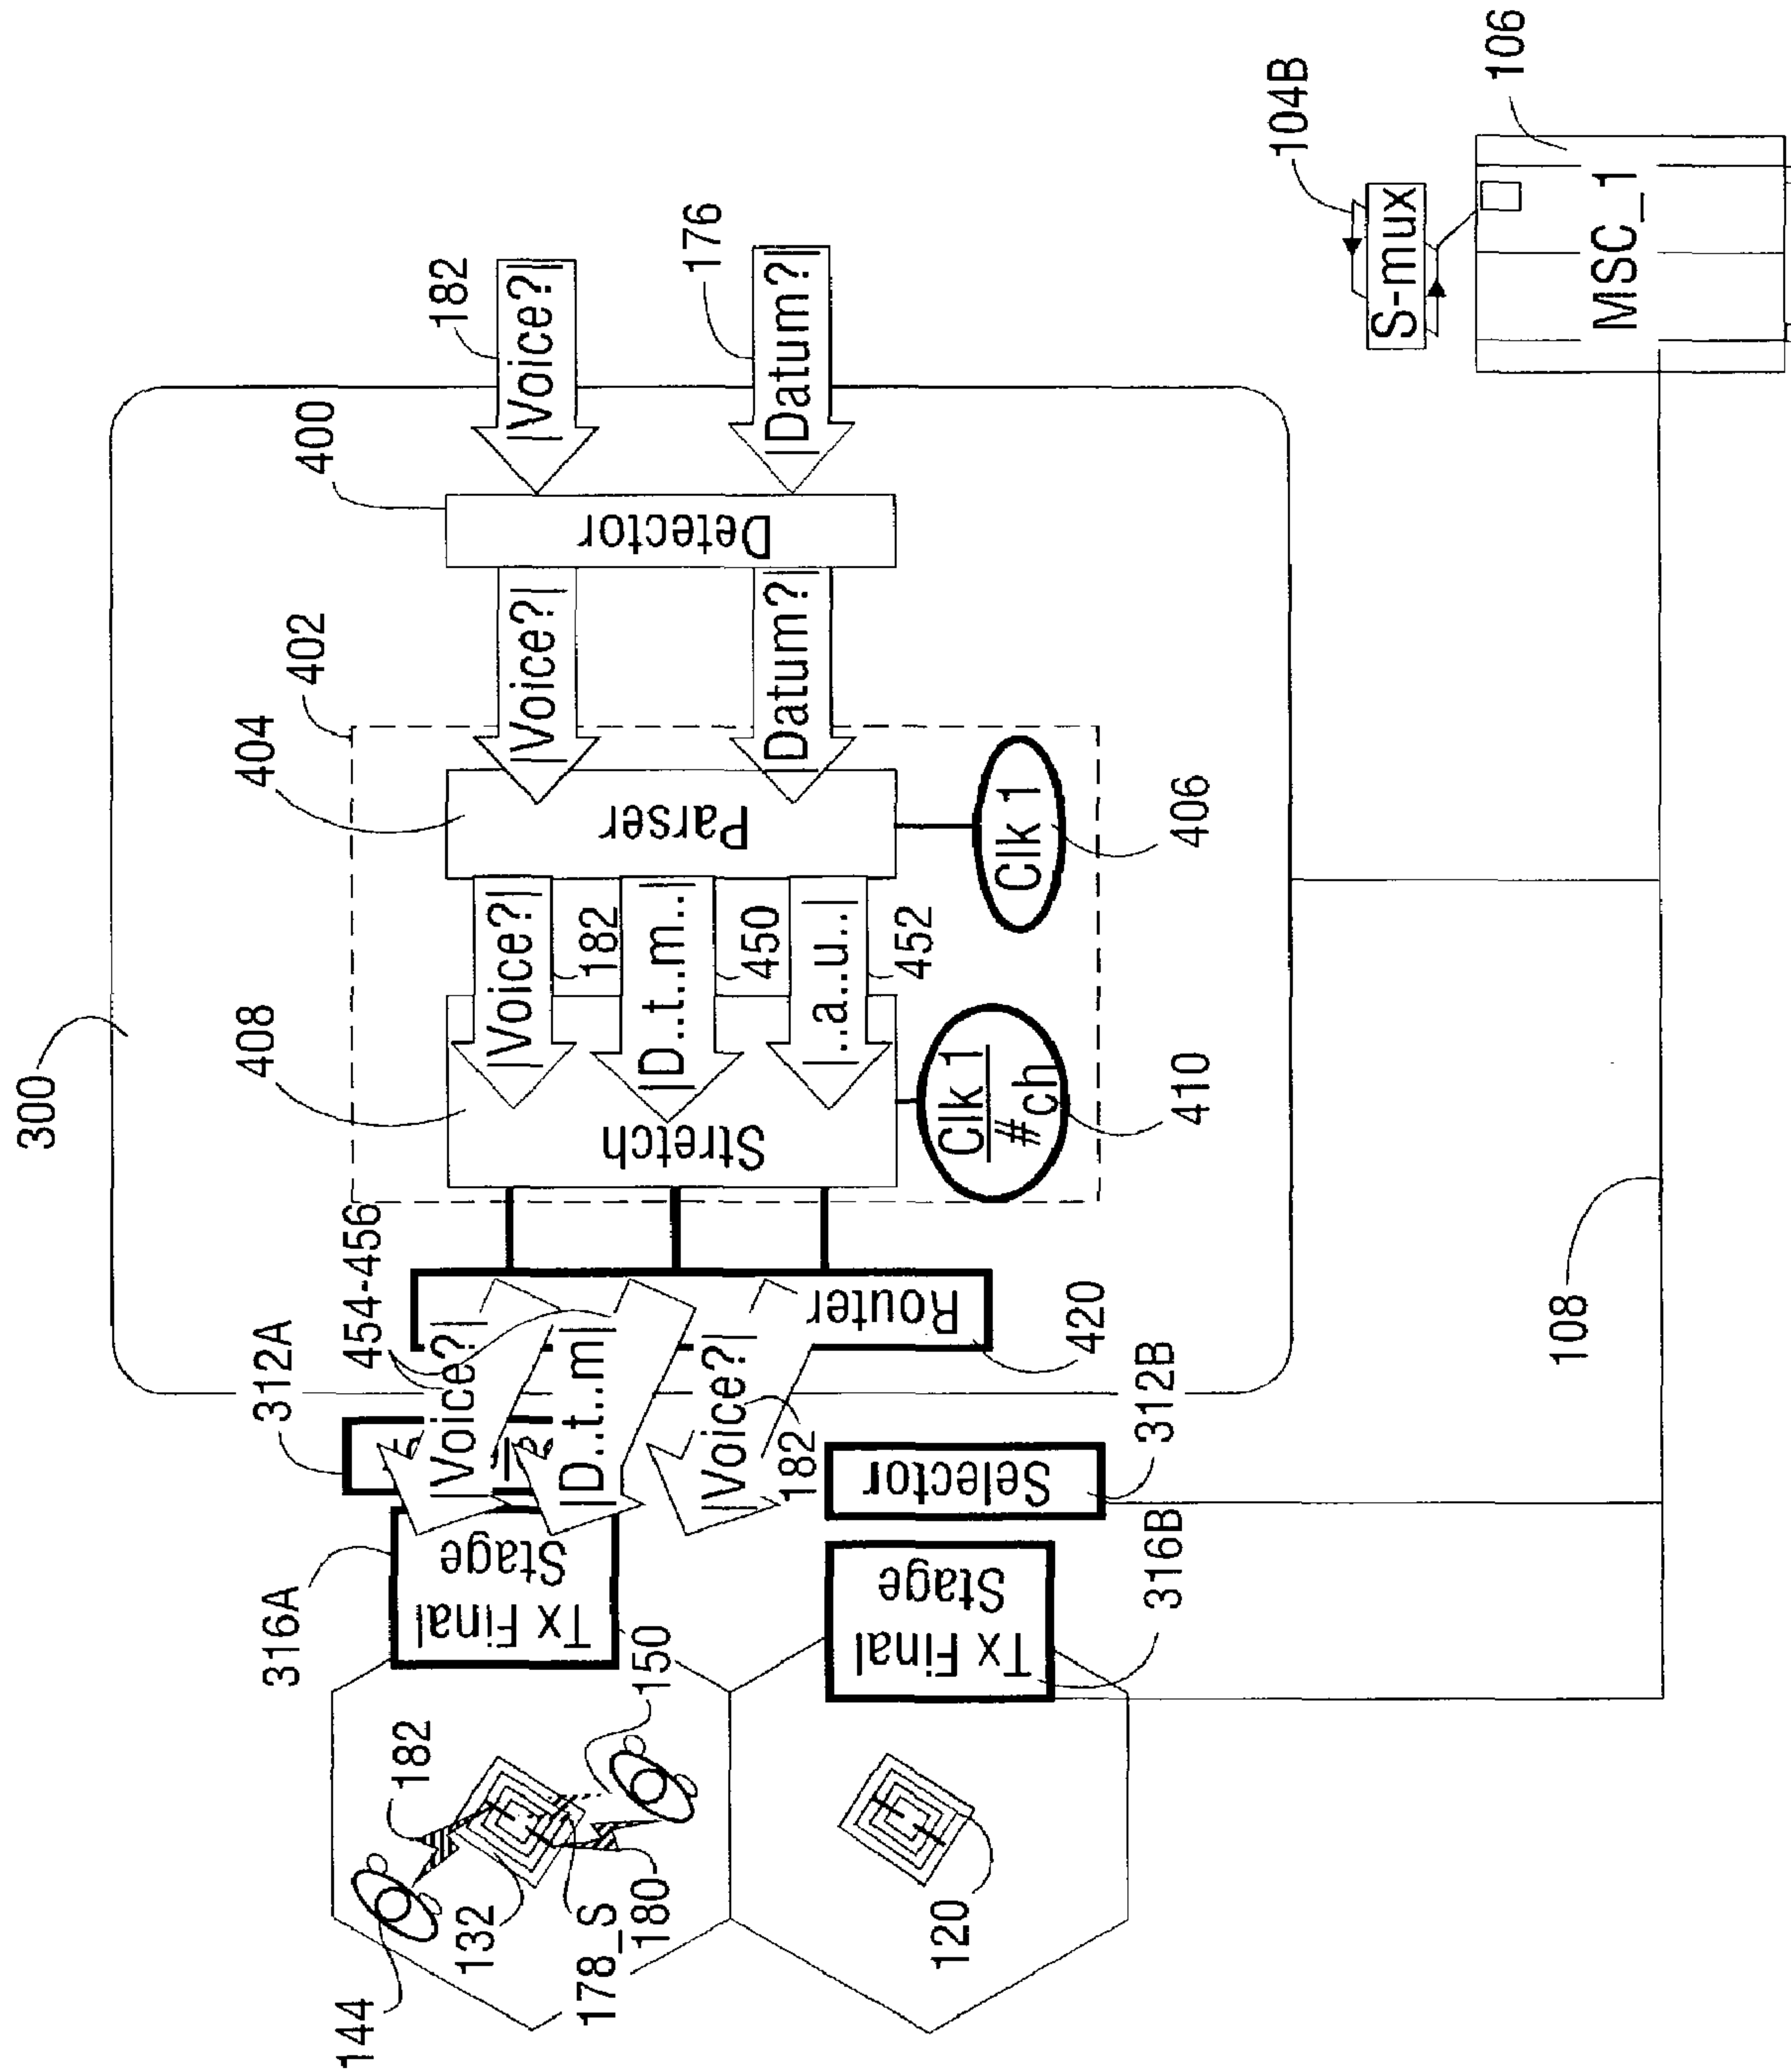 300
182
|Voice?|
176
|Datum?|
400
Detector
|Voice?|
|Datum?|
402
404
Parser
Clk 1
406
|Voice?|
182
|D..t..m..|
450
|..a..u..|
452
408
Stretch
Clk 1
# ch
410
454-456
Router
420
|Voice?|
|D..t..m|
|Voice?|
182
312A
Selector
312B
316A
Tx Final
Stage
Tx Final
Stage
316B
144
182
132
150
178_S
180
120
108
104B
S-mux
106
MSC_1